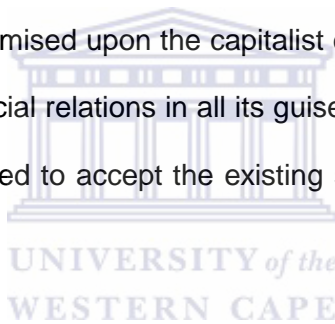 mised upon the capitalist
cial relations in all its guise
ed to accept the existing
UNIVERSITY of the
WESTERN CAPE